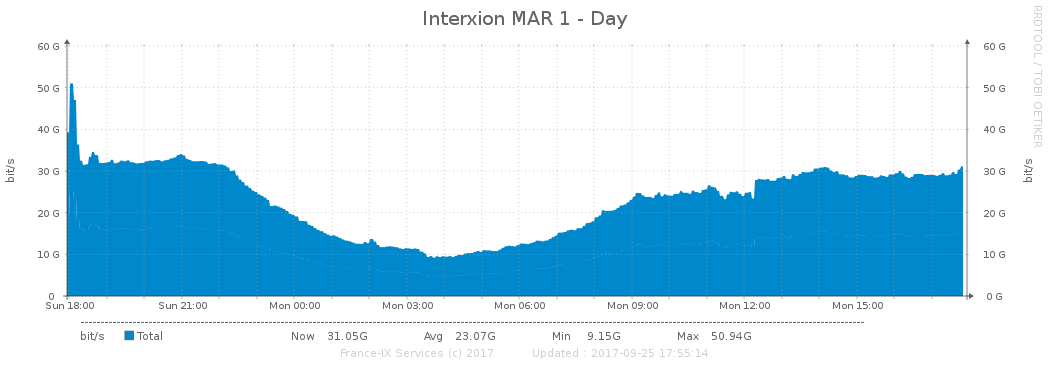 Interxion MAR 1 - Day
RRDTOOL / TOBI OETIKER
60 G 60 G
50 G 50 G
40 G 40 G
30 G 30 G
20 G 20 G
10 G 10 G
0 0 G
bit/s
bit/s
Sun 18:00 Sun 21:00 Mon 00:00 Mon 03:00 Mon 06:00 Mon 09:00 Mon 12:00 Mon 15:00
bit/s Total Now 31.05G Avg 23.07G Min 9.15G Max 50.94G
France-IX Services (c) 2017 Updated : 2017-09-25 17:55:14